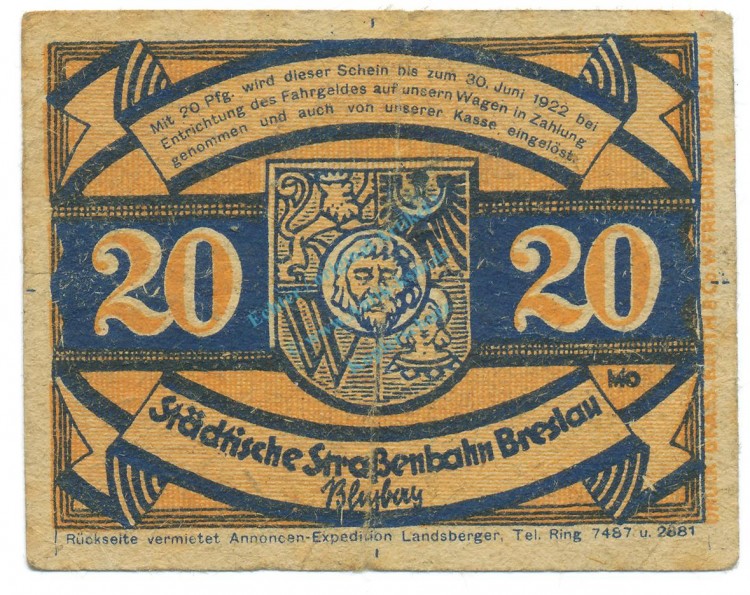 Mit 20 Pfg. wird dieser Schein bis zum 30. Juni 1922 bei
Entrichtung des Fahrgeldes auf unsern Wagen in Zahlung
genommen und auch von unserer Kasse eingelöst.
20 20
W
MO
Städtische Straßenbahn Breslau
Rückseite vermietet Annoncen-Expedition Landsberger, Tel. Ring 7487 u. 2881